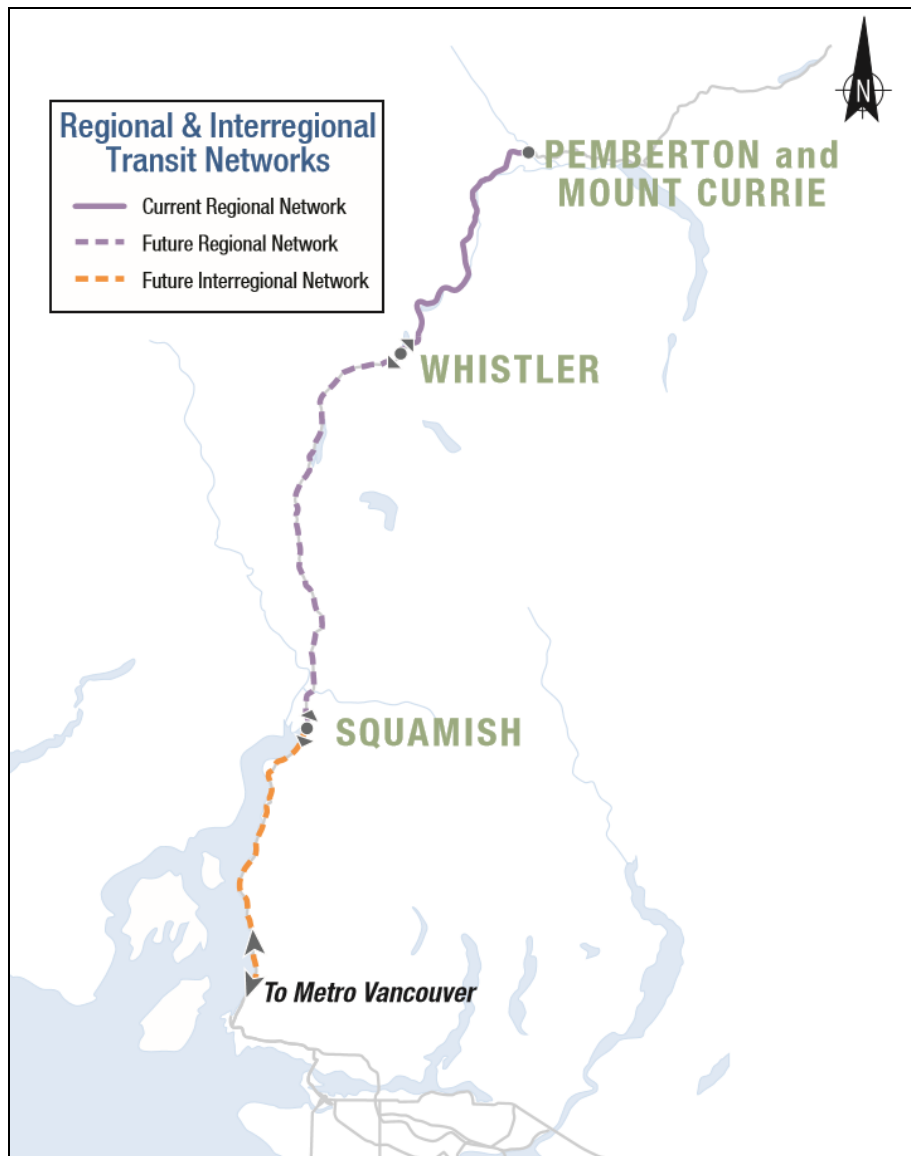 N
Regional & Interregional
Transit Networks
Current Regional Network
Future Regional Network
Future Interregional Network
PEMBERTON and
MOUNT CURRIE
WHISTLER
SQUAMISH
To Metro Vancouver